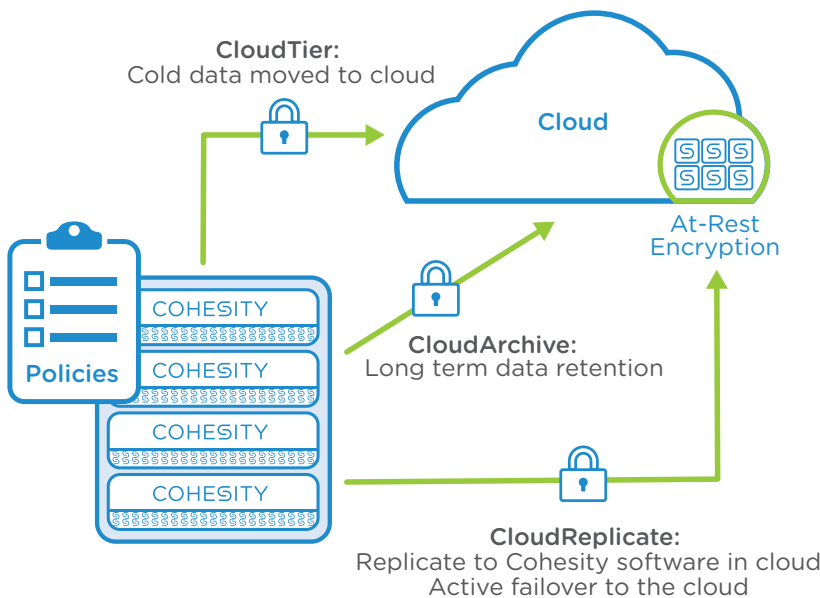 CloudTier:
Cold data moved to cloud
Cloud
At-Rest
Encryption
Policies
COHESITY
COHESITY
COHESITY
COHESITY
CloudArchive:
Long term data retention
CloudReplicate:
Replicate to Cohesity software in cloud
Active failover to the cloud